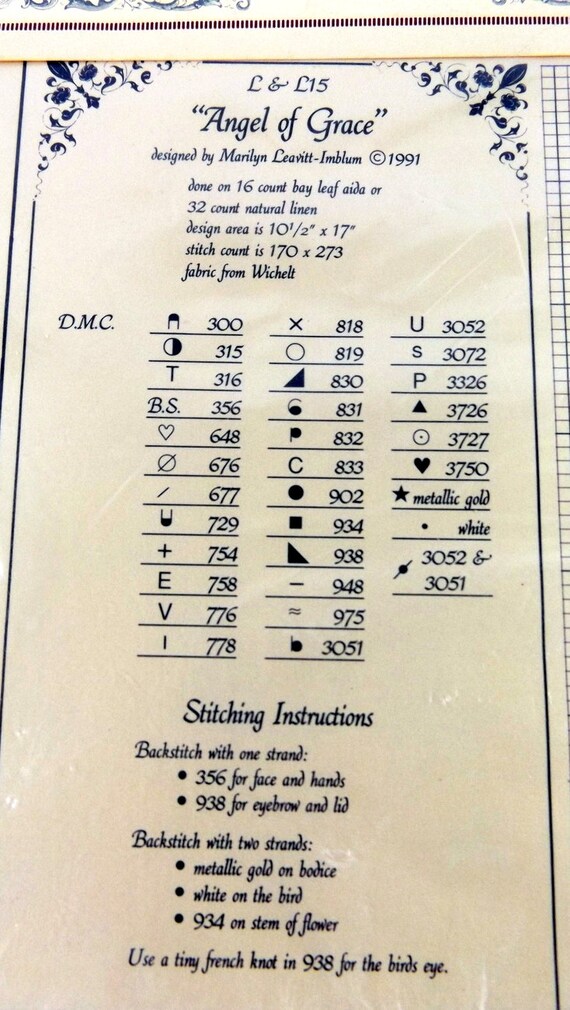 L & L15
"Angel of Grace"
designed by Marilyn Leavitt-Imblum ©1991
done on 16 count bay leaf aida or
32 count natural linen
design area is 10 1/2" x 17"
stitch count is 170 x 273
fabric from Wichelt
D.M.C.
300
315
T 316
B.S. 356
♡ 648
∅ 676
/ 677
729
+ 754
E 758
V 776
I 778
× 818
○ 819
◢ 830
831
832
C 833
● 902
■ 934
◣ 938
– 948
≈ 975
3051
U 3052
S 3072
P 3326
▲ 3726
⊙ 3727
♥ 3750
★ metallic gold
• white
3052 &
3051
Stitching Instructions
Backstitch with one strand:
• 356 for face and hands
• 938 for eyebrow and lid
Backstitch with two strands:
• metallic gold on bodice
• white on the bird
• 934 on stem of flower
Use a tiny french knot in 938 for the birds eye.